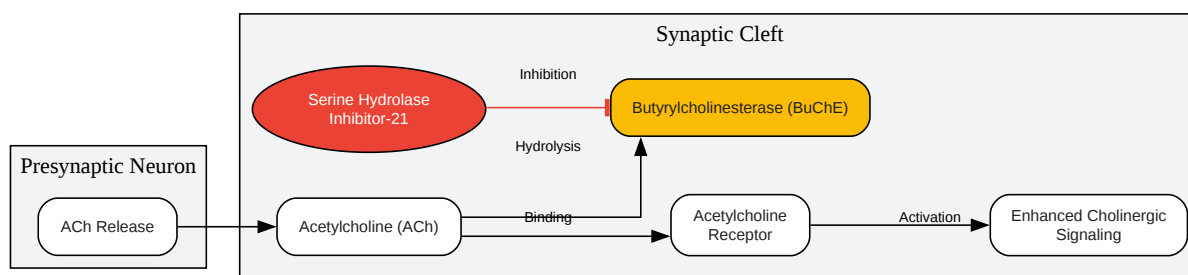 Synaptic Cleft
Inhibition
Serine Hydrolase
Inhibitor-21
Butyrylcholinesterase (BuChE)
Hydrolysis
Presynaptic Neuron
ACh Release
Acetylcholine (ACh)
Binding
Acetylcholine
Receptor
Activation
Enhanced Cholinergic
Signaling